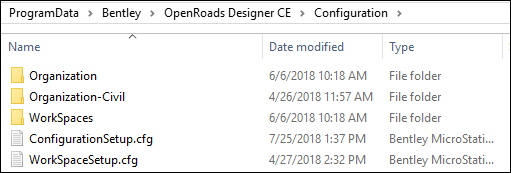 ProgramData > Bentley > OpenRoads Designer CE > Configuration >
Name Date modified Type
Organization 6/6/2018 10:18 AM File folder
Organization-Civil 4/26/2018 11:57 AM File folder
WorkSpaces 6/6/2018 10:18 AM File folder
ConfigurationSetup.cfg 7/25/2018 1:37 PM Bentley MicroStati...
WorkSpaceSetup.cfg 4/27/2018 2:32 PM Bentley MicroStati...